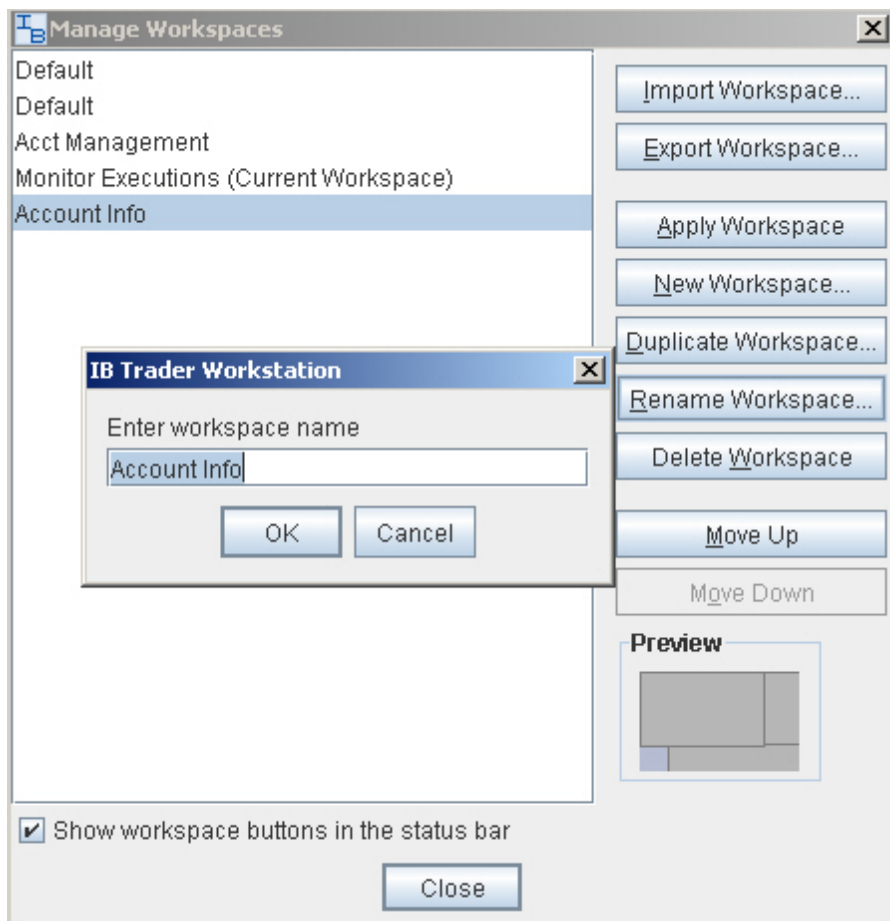 IB Manage Workspaces
Default
Default
Acct Management
Monitor Executions (Current Workspace)
Account Info
Import Workspace...
Export Workspace...
Apply Workspace
New Workspace...
Duplicate Workspace...
Rename Workspace...
Delete Workspace
Move Up
Move Down
Preview
IB Trader Workstation
Enter workspace name
Account Info
OK
Cancel
Show workspace buttons in the status bar
Close